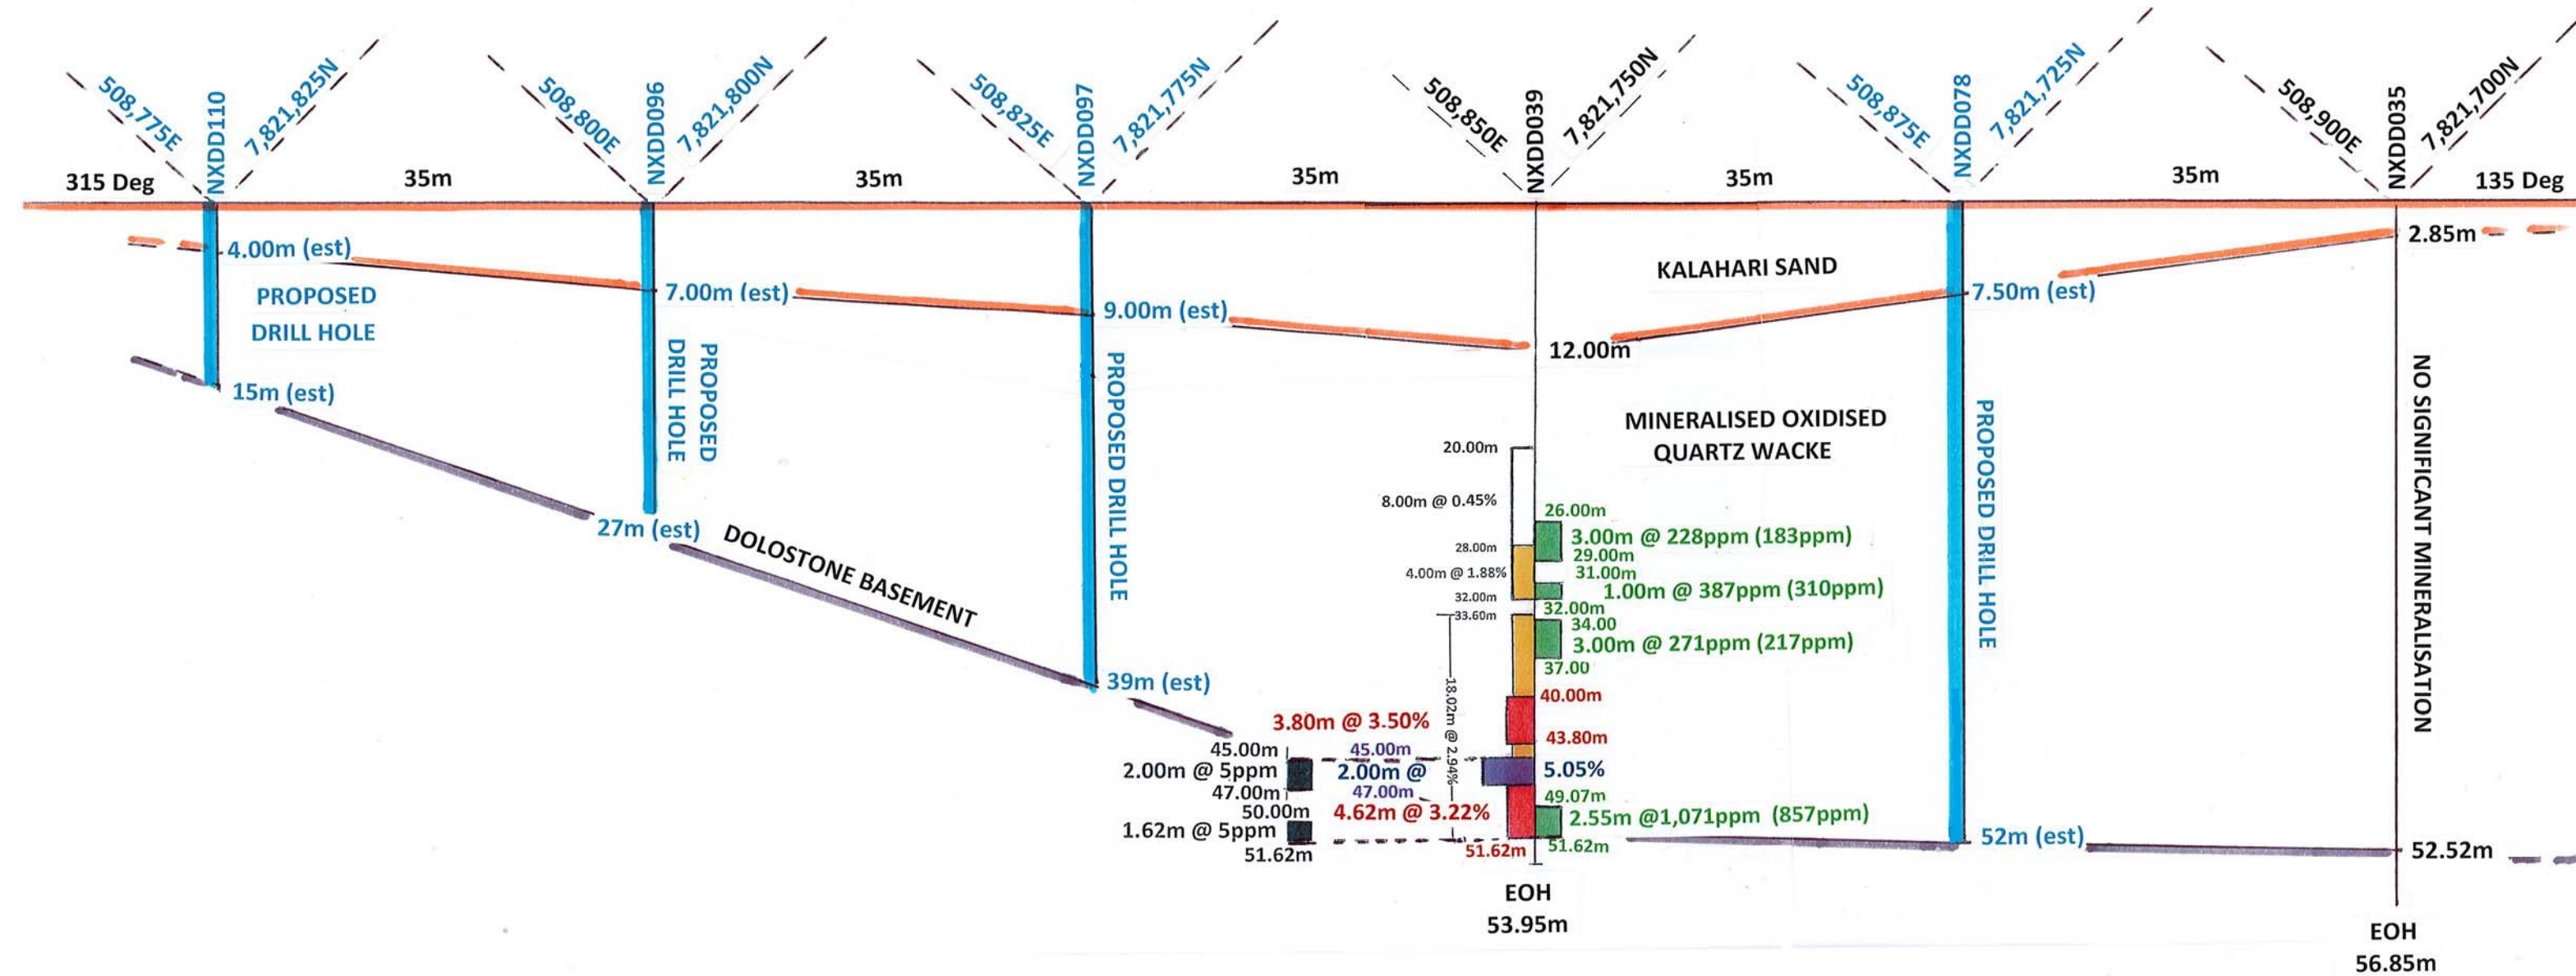 508,775E
NXDD110
7,821,825N
508,800E
NXDD096
7,821,800N
508,825E
NXDD097
7,821,775N
508,850E
NXDD039
7,821,750N
508,875E
NXDD078
7,821,725N
508,900E
NXDD035
7,821,700N
315 Deg
35m
35m
35m
35m
35m
135 Deg
4.00m (est)
PROPOSED
DRILL HOLE
15m (est)
7.00m (est)
PROPOSED
DRILL HOLE
27m (est)
DOLOSTONE BASEMENT
9.00m (est)
PROPOSED DRILL HOLE
39m (est)
KALAHARI SAND
12.00m
MINERALISED OXIDISED
QUARTZ WACKE
20.00m
8.00m @ 0.45%
28.00m
4.00m @ 1.88%
32.00m
33.60m
18.02m @ 2.94%
26.00m
3.00m @ 228ppm (183ppm)
29.00m
31.00m
1.00m @ 387ppm (310ppm)
32.00m
34.00
3.00m @ 271ppm (217ppm)
37.00
40.00m
3.80m @ 3.50%
43.80m
45.00m
45.00m
2.00m @ 5ppm
2.00m @
5.05%
47.00m
47.00m
49.07m
50.00m
4.62m @ 3.22%
2.55m @1,071ppm (857ppm)
1.62m @ 5ppm
51.62m
51.62m
51.62m
EOH
53.95m
7.50m (est)
PROPOSED DRILL HOLE
52m (est)
2.85m
NO SIGNIFICANT MINERALISATION
52.52m
EOH
56.85m